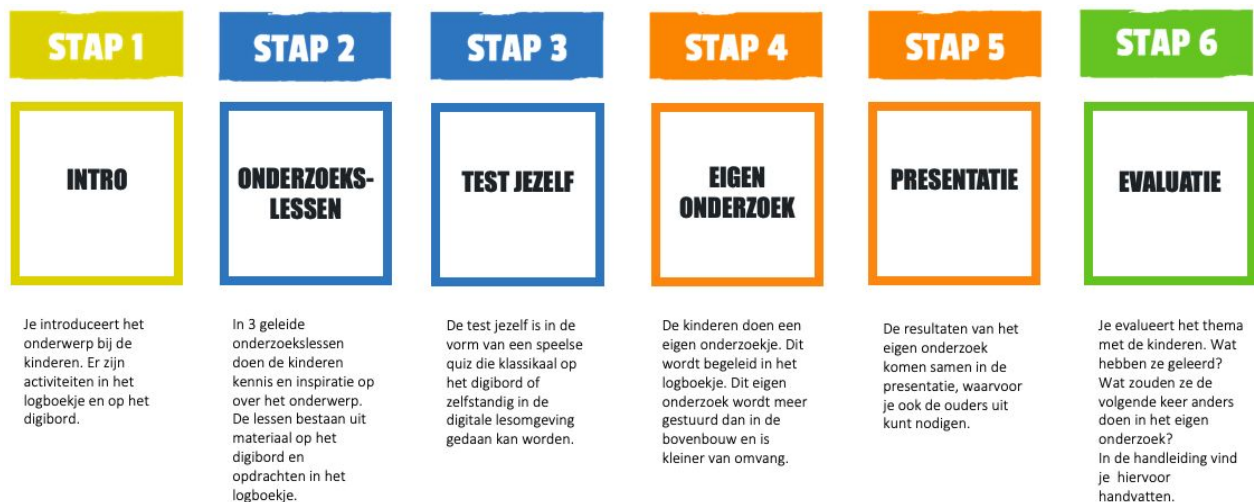 STAP 1
STAP 2
STAP 3
STAP 4
STAP 5
STAP 6
INTRO
ONDERZOEKS-
LESSEN
TEST JEZELF
EIGEN
ONDERZOEK
PRESENTATIE
EVALUATIE
Je introduceert het
onderwerp bij de
kinderen. Er zijn
activiteiten in het
logboekje en op het
digibord.
In 3 geleide
onderzoekslessen
doen de kinderen
kennis en inspiratie op
over het onderwerp.
De lessen bestaan uit
materiaal op het
digibord en
opdrachten in het
logboekje.
De test jezelf is in de
vorm van een speelse
quiz die klassikaal op
het digibord of
zelfstandig in de
digitale lesomgeving
gedaan kan worden.
De kinderen doen een
eigen onderzoekje. Dit
wordt begeleid in het
logboekje. Dit eigen
onderzoek wordt meer
gestuurd dan in de
bovenbouw en is
kleiner van omvang.
De resultaten van het
eigen onderzoek
komen samen in de
presentatie, waarvoor
je ook de ouders uit
kunt nodigen.
Je evalueert het thema
met de kinderen. Wat
hebben ze geleerd?
Wat zouden ze de
volgende keer anders
doen in het eigen
onderzoek?
In de handleiding vind
je hiervoor
handvatten.